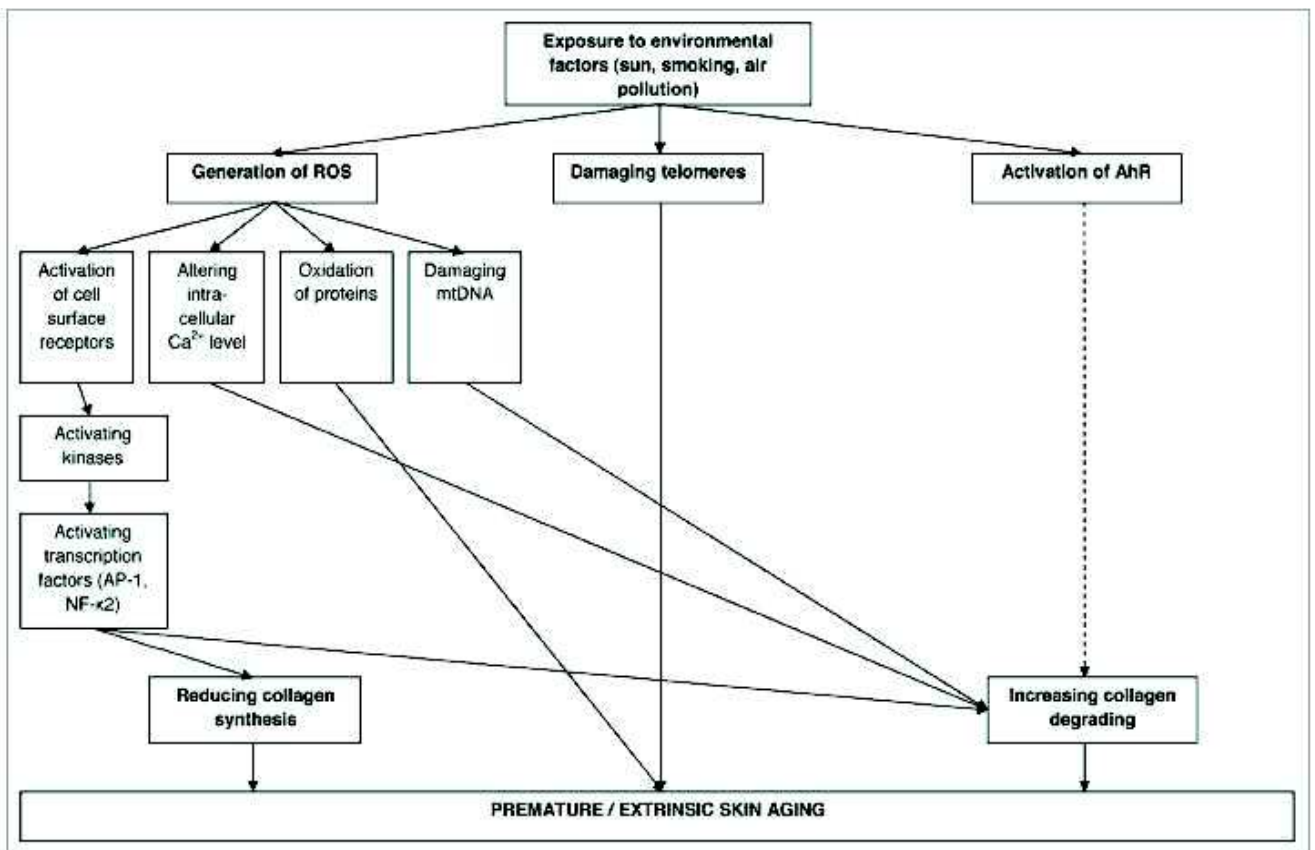 Exposure to environmental
factors (sun, smoking, air
pollution)
Generation of ROS
Damaging telomeres
Activation of AhR
Activation
of cell
surface
receptors
Altering
intra-
cellular
Ca²⁺ level
Oxidation
of proteins
Damaging
mtDNA
Activating
kinases
Activating
transcription
factors (AP-1,
NF-κ2)
Reducing collagen
synthesis
Increasing collagen
degrading
PREMATURE / EXTRINSIC SKIN AGING